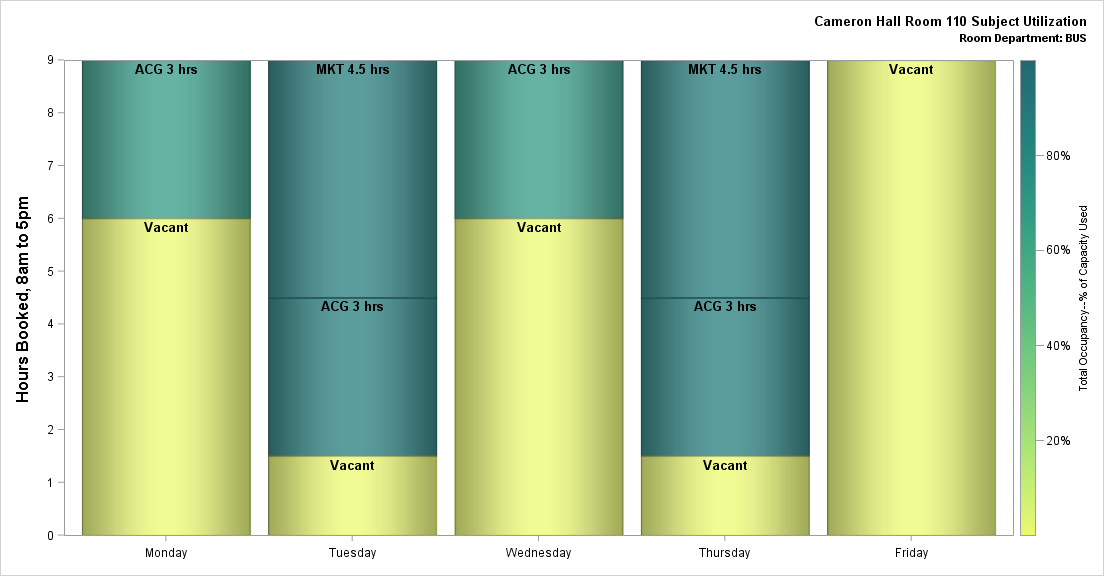 Cameron Hall Room 110 Subject Utilization
Room Department: BUS
Hours Booked, 8am to 5pm
9
8
7
6
5
4
3
2
1
0
ACG 3 hrs
Vacant
MKT 4.5 hrs
ACG 3 hrs
Vacant
ACG 3 hrs
Vacant
MKT 4.5 hrs
ACG 3 hrs
Vacant
Vacant
Monday
Tuesday
Wednesday
Thursday
Friday
80%
60%
40%
20%
Total Occupancy--% of Capacity Used